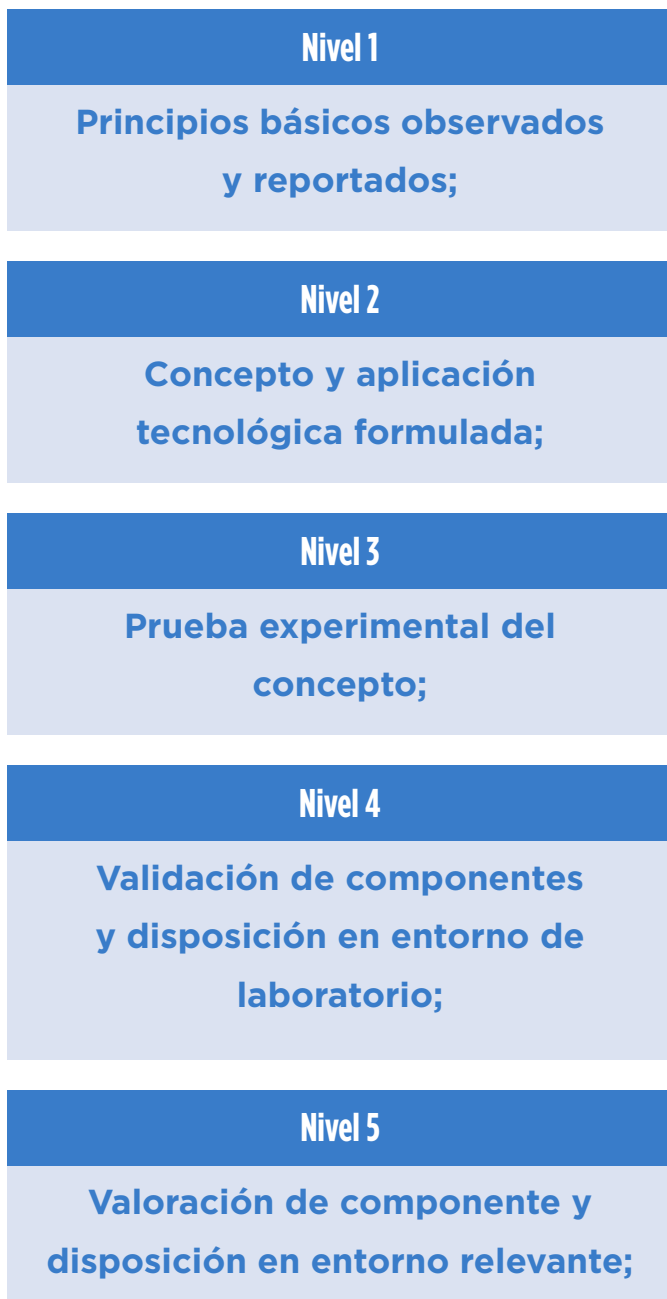 Nivel 1
Principios básicos observados
y reportados;
Nivel 2
Concepto y aplicación
tecnológica formulada;
Nivel 3
Prueba experimental del
concepto;
Nivel 4
Validación de componentes
y disposición en entorno de
laboratorio;
Nivel 5
Valoración de componente y
disposición en entorno relevante;